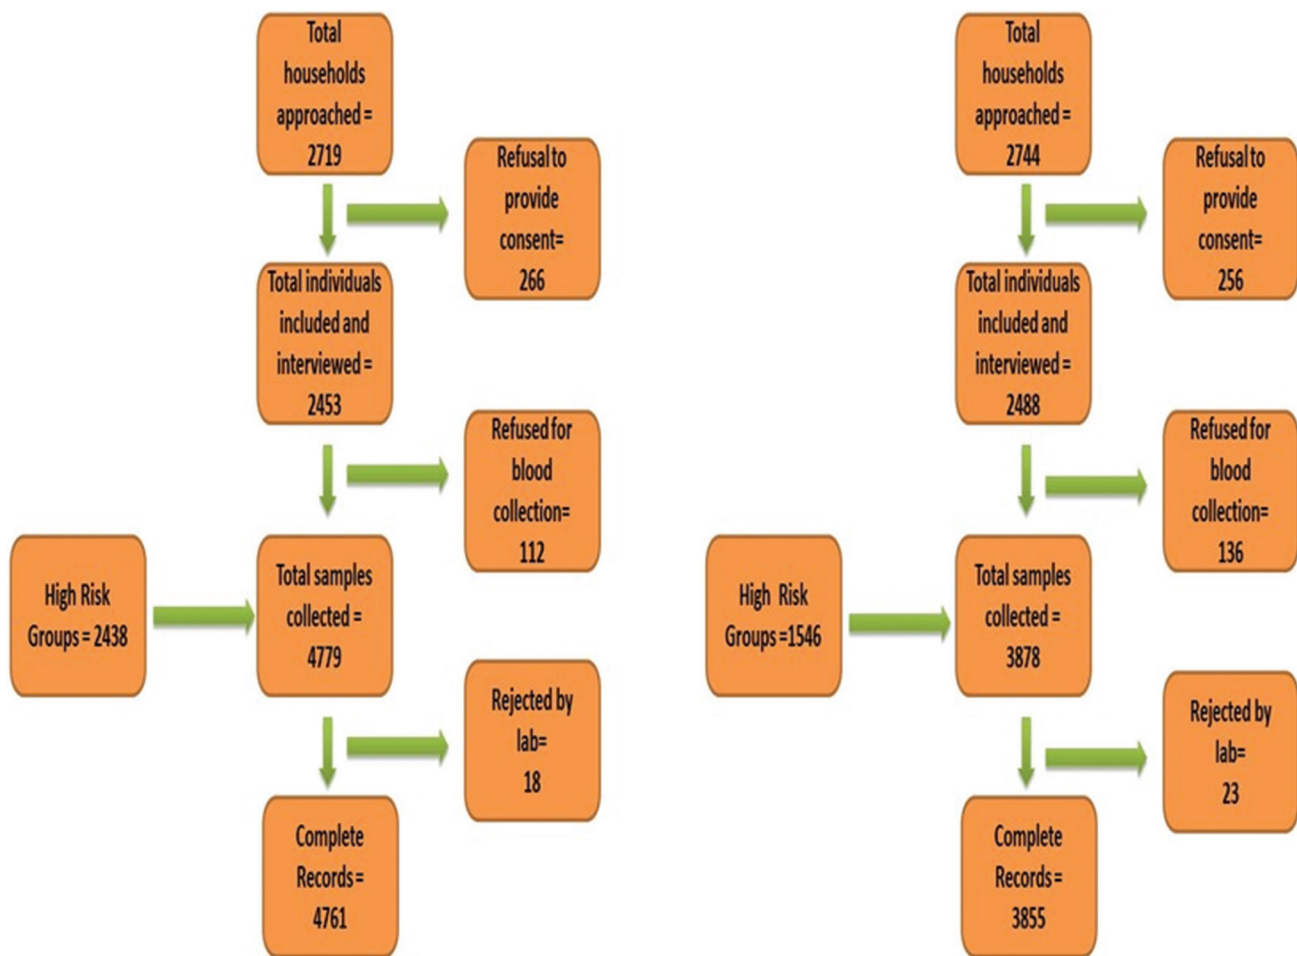 Total
households
approached =
2719
Refusal to
provide
consent=
266
Total individuals
included and
interviewed =
2453
Refused for
blood
collection=
112
High Risk
Groups = 2438
Total samples
collected =
4779
Rejected by
lab=
18
Complete
Records =
4761
Total
households
approached =
2744
Refusal to
provide
consent=
256
Total individuals
included and
interviewed =
2488
Refused for
blood
collection=
136
High Risk
Groups =1546
Total samples
collected =
3878
Rejected by
lab=
23
Complete
Records =
3855